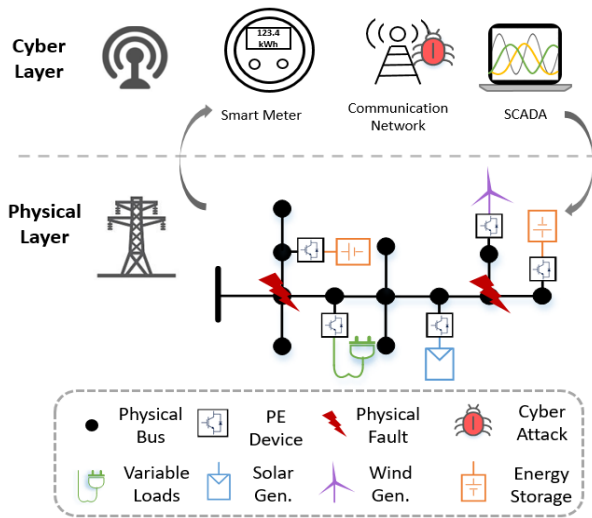 Cyber
Layer
123.4
kWh
Smart Meter
Communication
Network
SCADA
Physical
Layer
Physical
Bus
PE
Device
Physical
Fault
Cyber
Attack
Variable
Loads
Solar
Gen.
Wind
Gen.
Energy
Storage